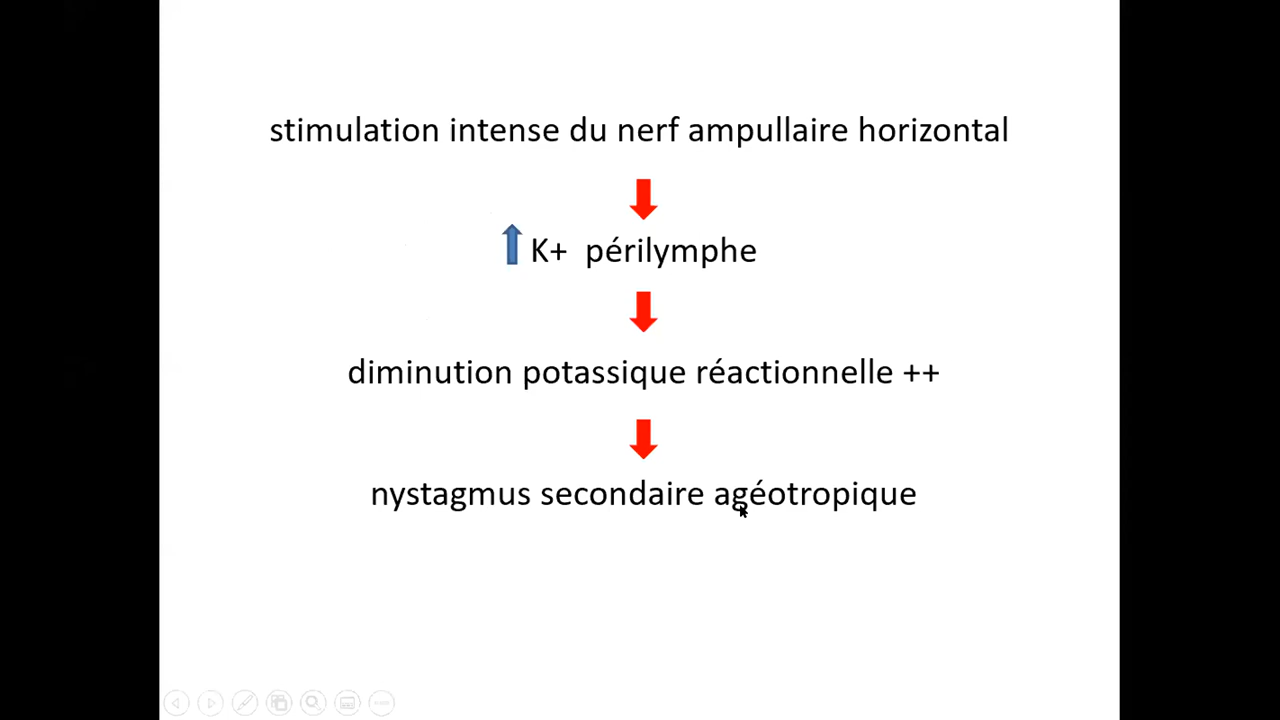 stimulation intense du nerf ampullaire horizontal
K+ périlymphe
diminution potassique réactionnelle ++
nystagmus secondaire agéotropique